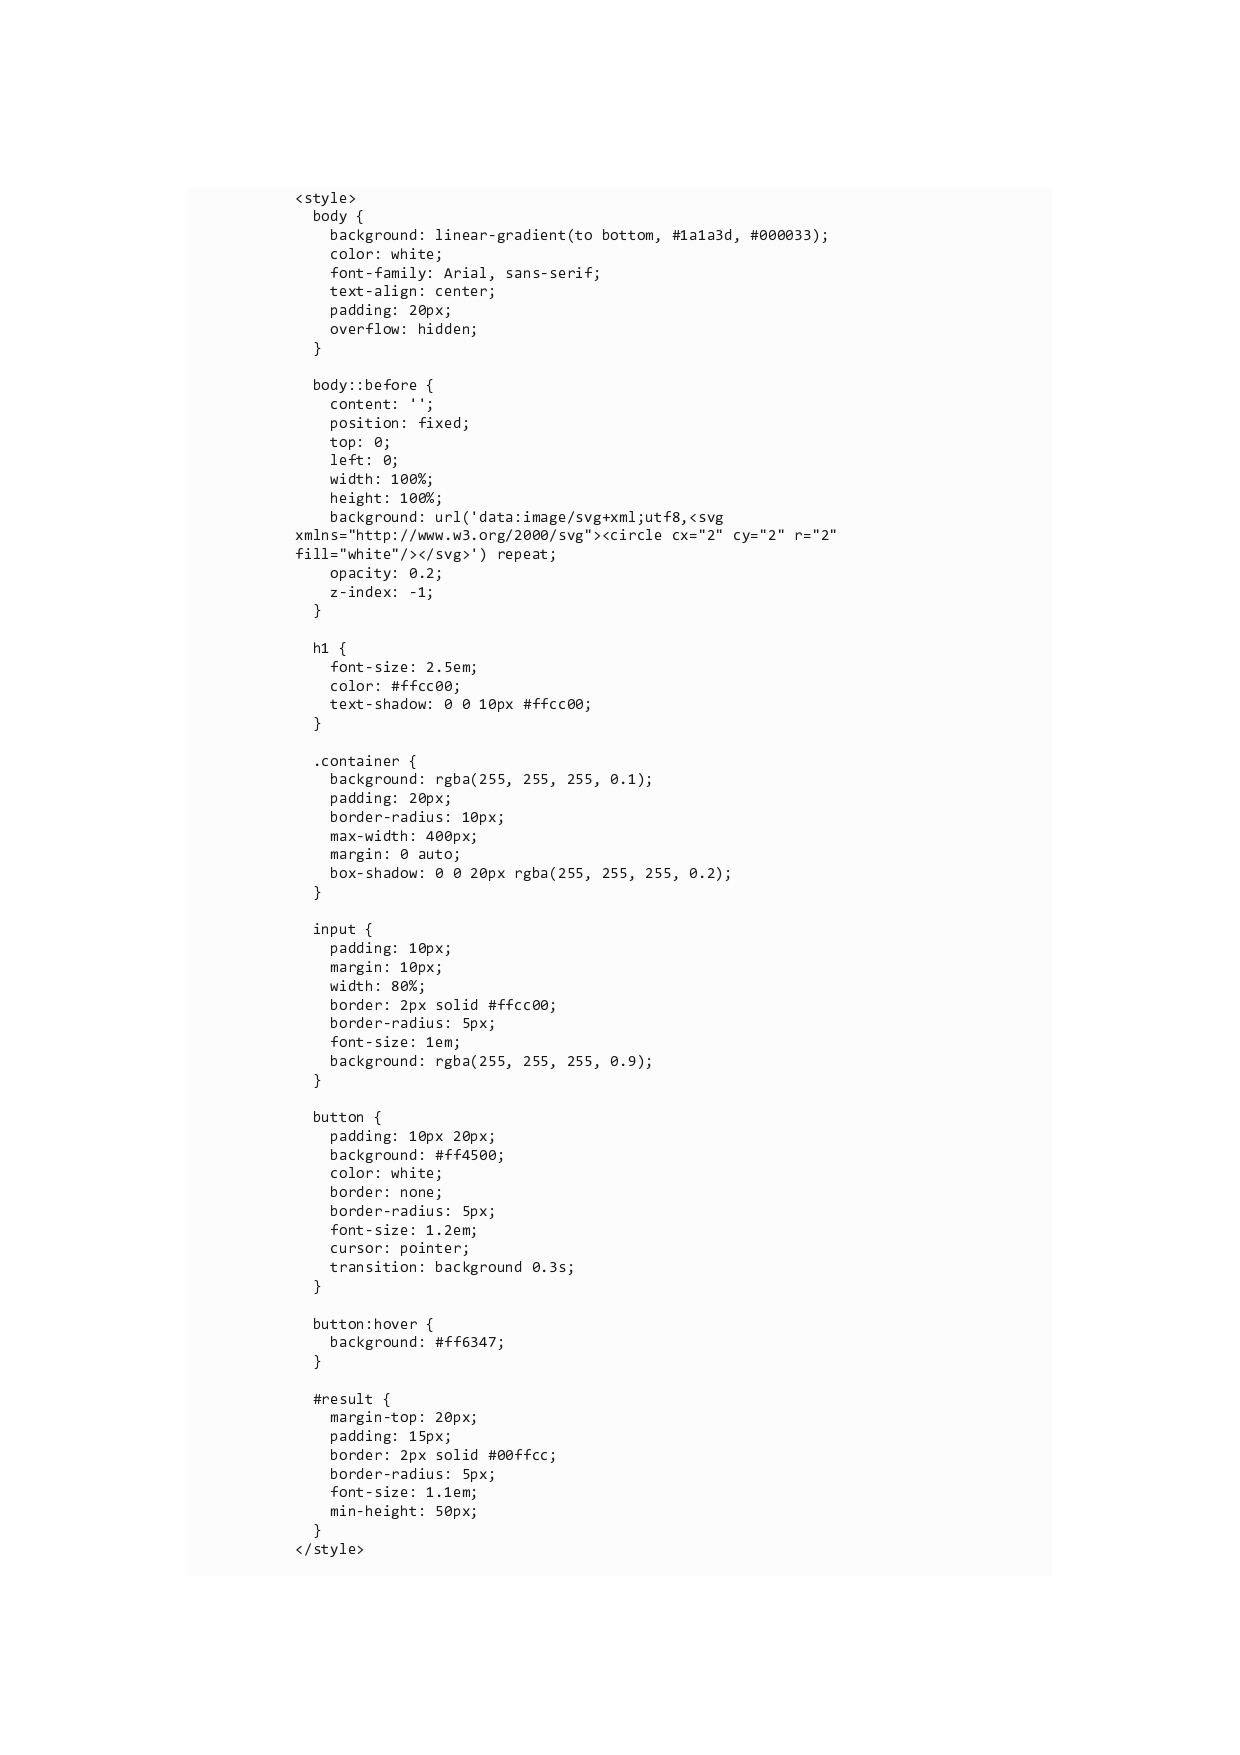 <style>
  body {
    background: linear-gradient(to bottom, #1a1a3d, #000033);
    color: white;
    font-family: Arial, sans-serif;
    text-align: center;
    padding: 20px;
    overflow: hidden;
  }

  body::before {
    content: '';
    position: fixed;
    top: 0;
    left: 0;
    width: 100%;
    height: 100%;
    background: url('data:image/svg+xml;utf8,<svg
xmlns="http://www.w3.org/2000/svg"><circle cx="2" cy="2" r="2"
fill="white"/></svg>') repeat;
    opacity: 0.2;
    z-index: -1;
  }

  h1 {
    font-size: 2.5em;
    color: #ffcc00;
    text-shadow: 0 0 10px #ffcc00;
  }

  .container {
    background: rgba(255, 255, 255, 0.1);
    padding: 20px;
    border-radius: 10px;
    max-width: 400px;
    margin: 0 auto;
    box-shadow: 0 0 20px rgba(255, 255, 255, 0.2);
  }

  input {
    padding: 10px;
    margin: 10px;
    width: 80%;
    border: 2px solid #ffcc00;
    border-radius: 5px;
    font-size: 1em;
    background: rgba(255, 255, 255, 0.9);
  }

  button {
    padding: 10px 20px;
    background: #ff4500;
    color: white;
    border: none;
    border-radius: 5px;
    font-size: 1.2em;
    cursor: pointer;
    transition: background 0.3s;
  }

  button:hover {
    background: #ff6347;
  }

  #result {
    margin-top: 20px;
    padding: 15px;
    border: 2px solid #00ffcc;
    border-radius: 5px;
    font-size: 1.1em;
    min-height: 50px;
  }
</style>